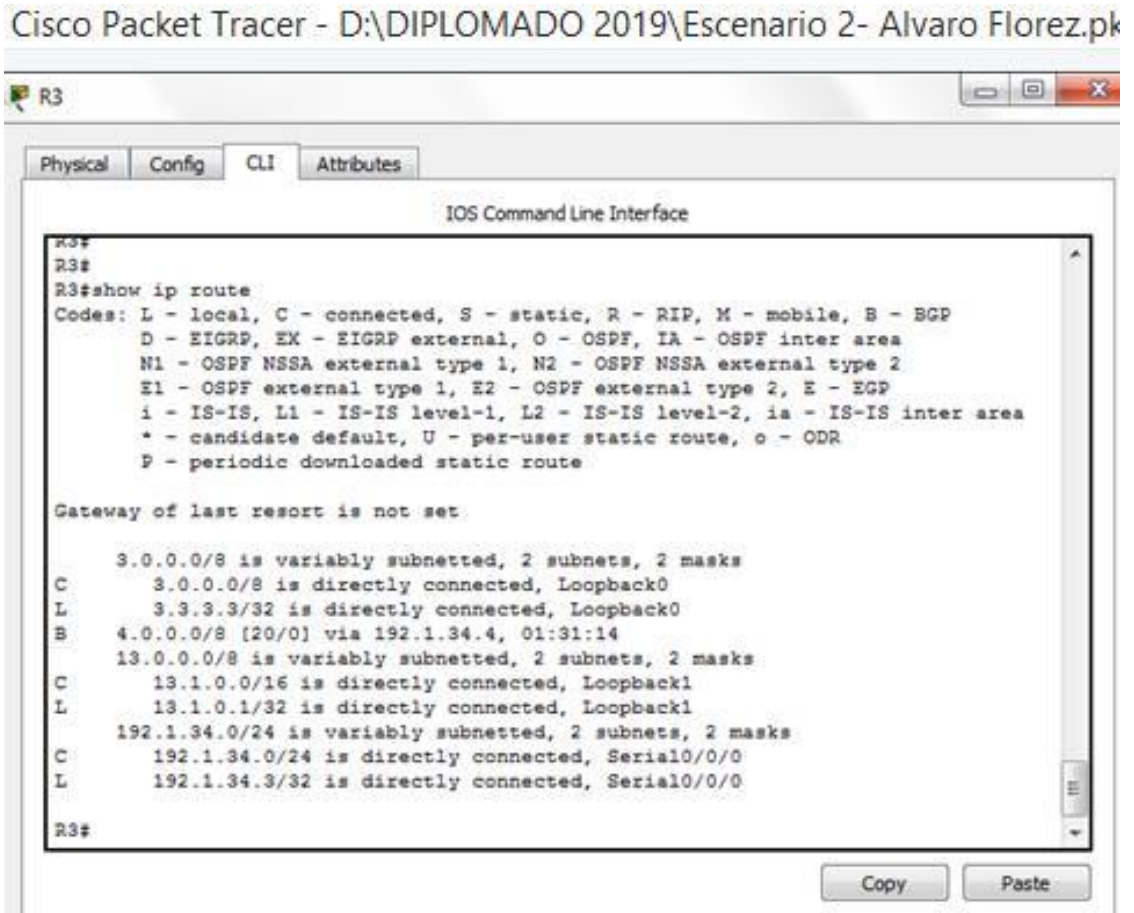 Cisco Packet Tracer - D:\DIPLOMADO 2019\Escenario 2- Alvaro Florez.pk
R3
Physical Config CLI Attributes
IOS Command Line Interface
R3#
R3#
R3#show ip route
Codes: L - local, C - connected, S - static, R - RIP, M - mobile, B - BGP
D - EIGRP, EX - EIGRP external, O - OSPF, IA - OSPF inter area
N1 - OSPF NSSA external type 1, N2 - OSPF NSSA external type 2
E1 - OSPF external type 1, E2 - OSPF external type 2, E - EGP
i - IS-IS, L1 - IS-IS level-1, L2 - IS-IS level-2, ia - IS-IS inter area
* - candidate default, U - per-user static route, o - ODR
P - periodic downloaded static route
Gateway of last resort is not set
3.0.0.0/8 is variably subnetted, 2 subnets, 2 masks
C 3.0.0.0/8 is directly connected, Loopback0
L 3.3.3.3/32 is directly connected, Loopback0
B 4.0.0.0/8 [20/0] via 192.1.34.4, 01:31:14
13.0.0.0/8 is variably subnetted, 2 subnets, 2 masks
C 13.1.0.0/16 is directly connected, Loopback1
L 13.1.0.1/32 is directly connected, Loopback1
192.1.34.0/24 is variably subnetted, 2 subnets, 2 masks
C 192.1.34.0/24 is directly connected, Serial0/0/0
L 192.1.34.3/32 is directly connected, Serial0/0/0
R3#
Copy Paste